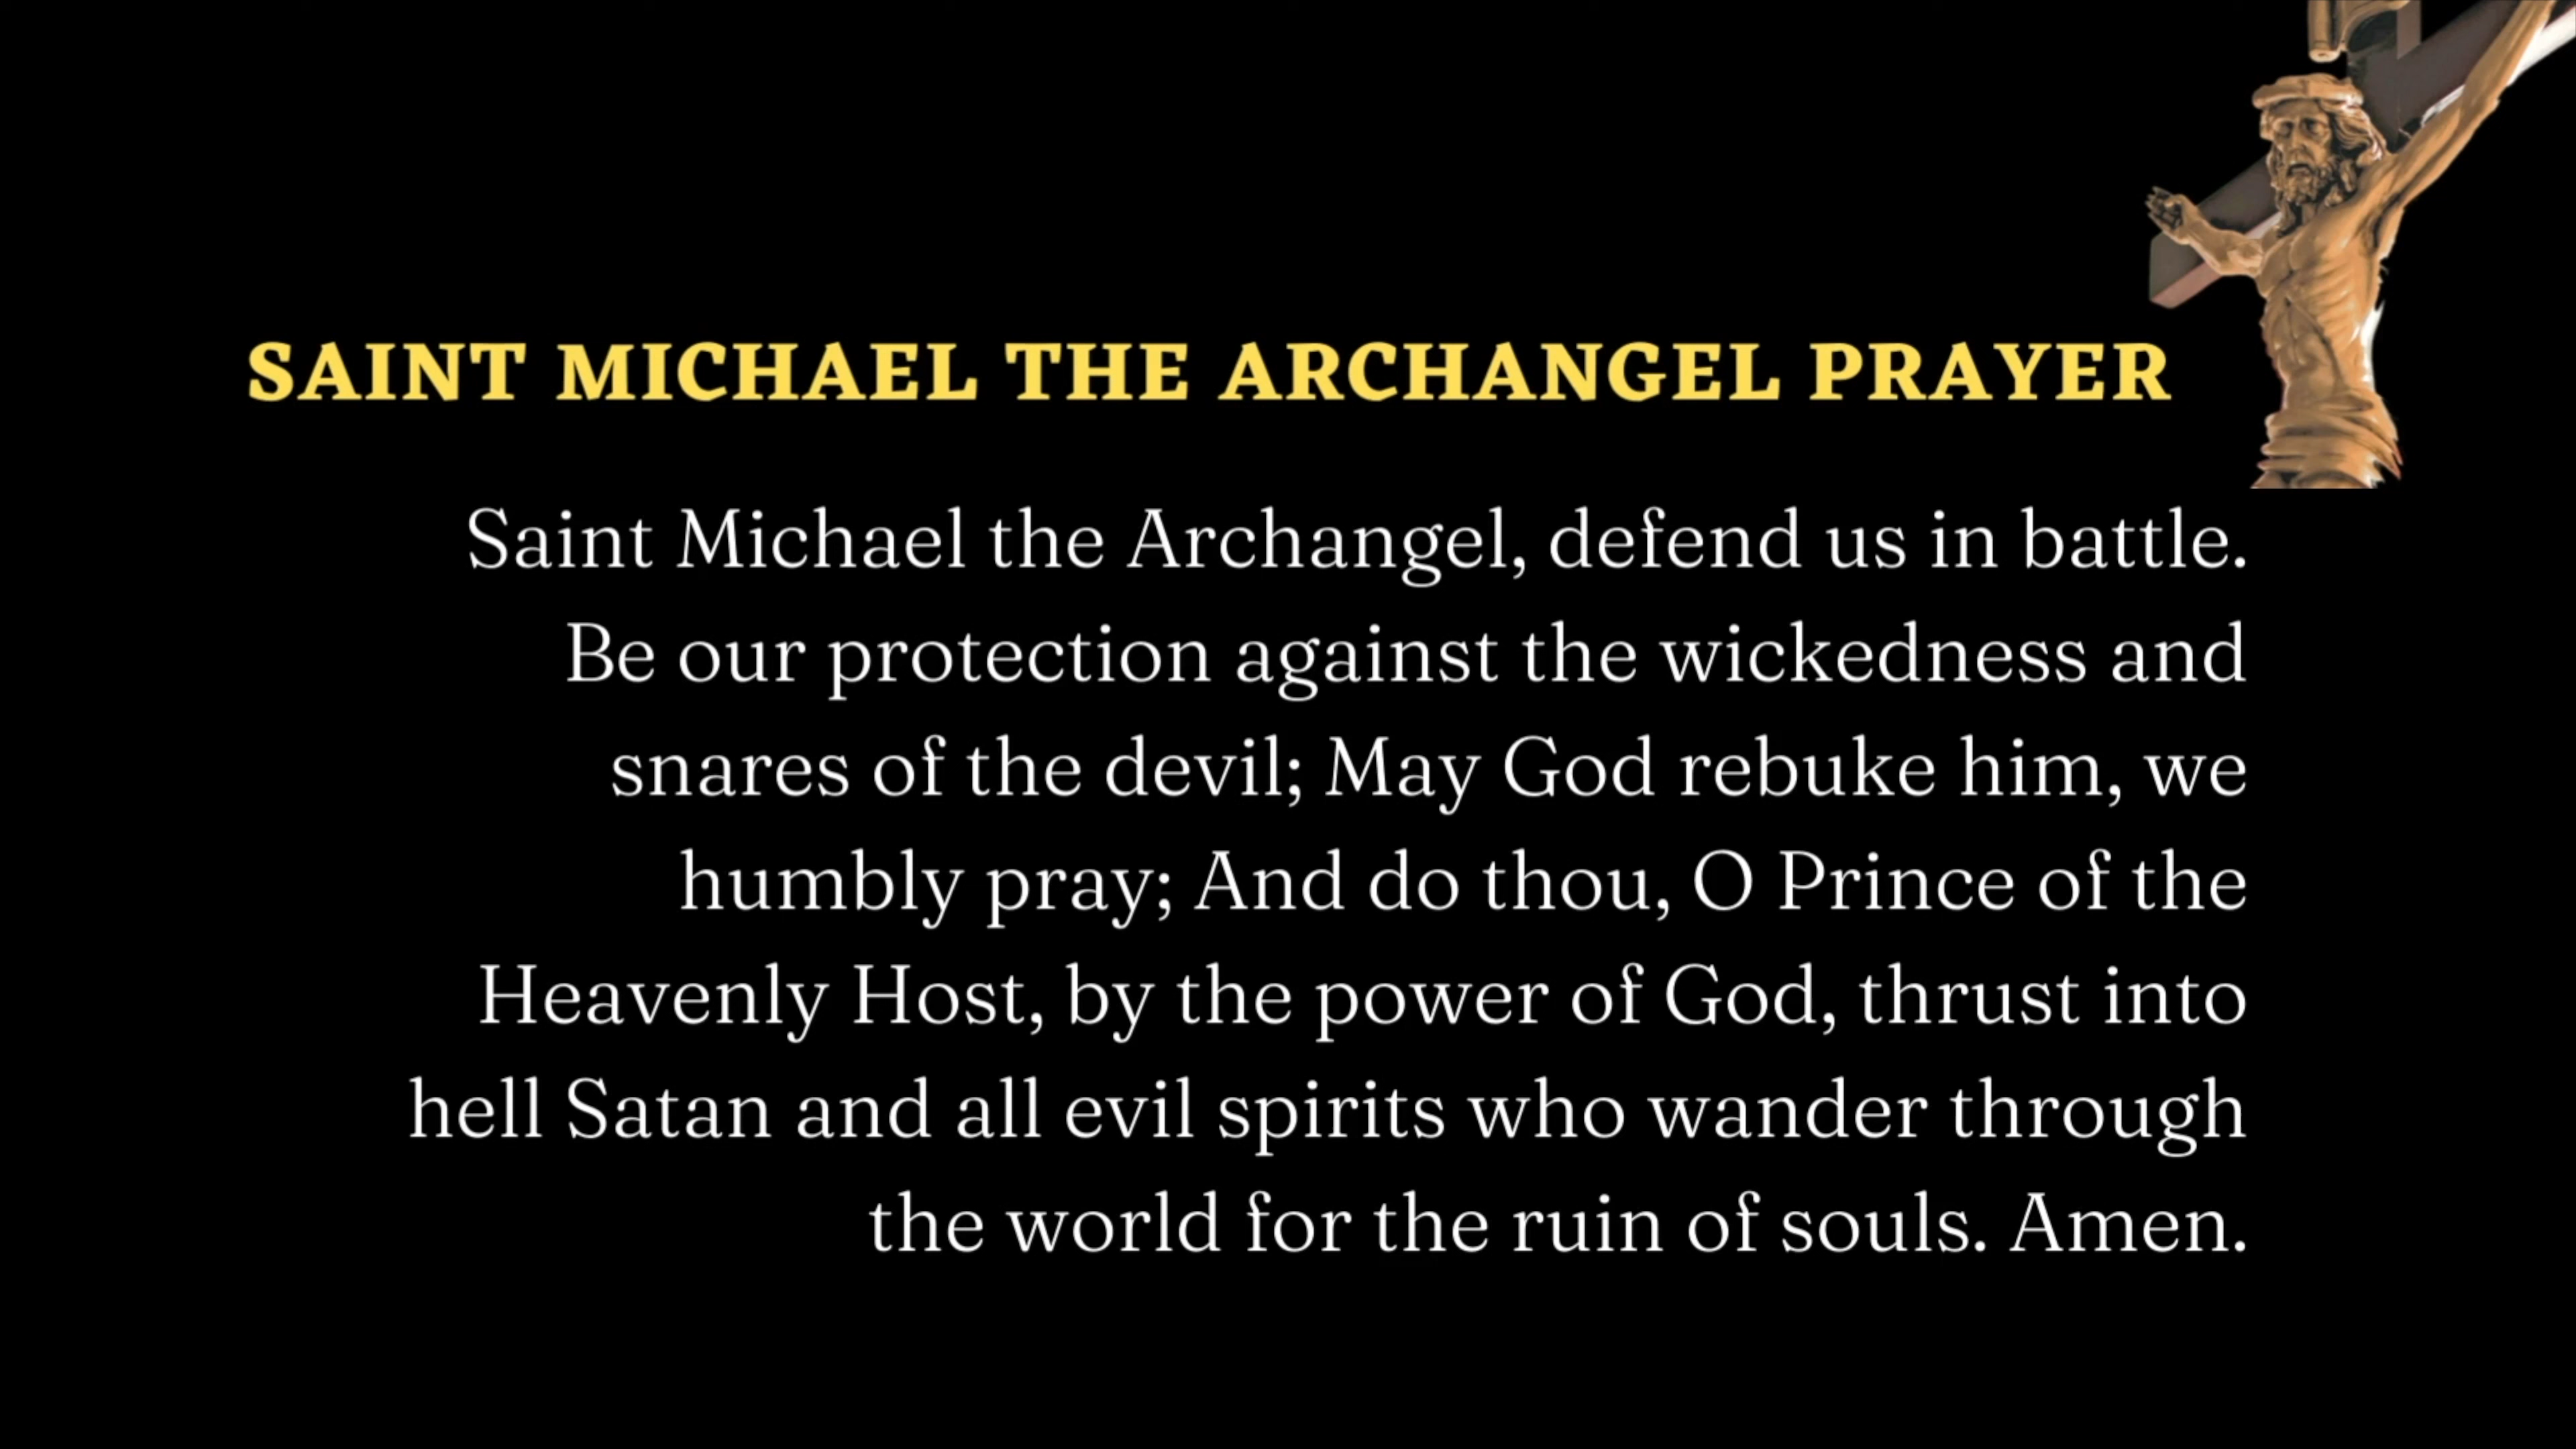 SAINT MICHAEL THE ARCHANGEL PRAYER
Saint Michael the Archangel, defend us in battle.
Be our protection against the wickedness and
snares of the devil; May God rebuke him, we
humbly pray; And do thou, O Prince of the
Heavenly Host, by the power of God, thrust into
hell Satan and all evil spirits who wander through
the world for the ruin of souls. Amen.